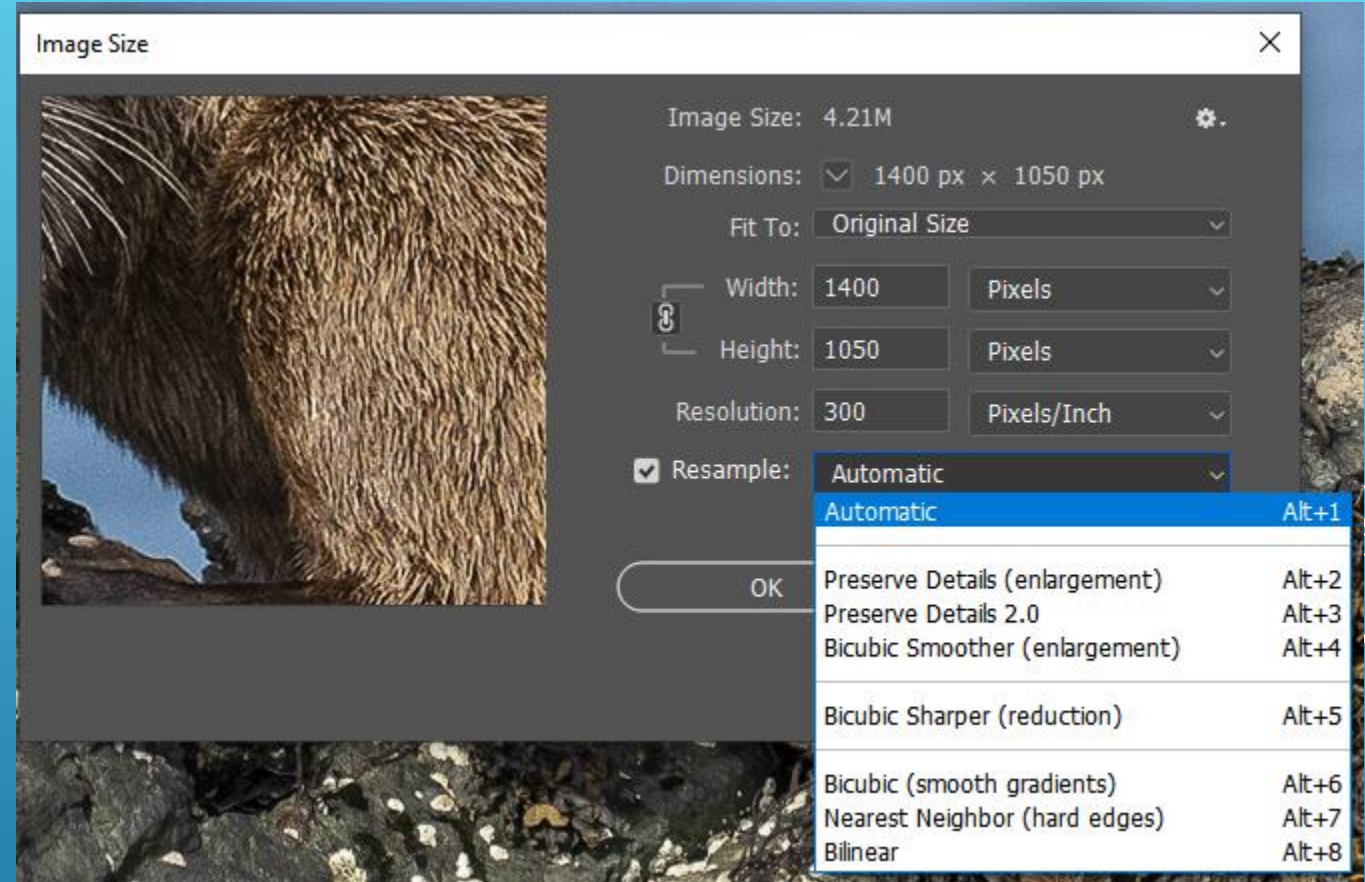 Image Size
Image Size: 4.21M
Dimensions: 1400 px × 1050 px
Fit To: Original Size
Width: 1400 Pixels
Height: 1050 Pixels
Resolution: 300 Pixels/Inch
Resample: Automatic
Automatic Alt+1
Preserve Details (enlargement) Alt+2
OK
Preserve Details 2.0 Alt+3
Bicubic Smoother (enlargement) Alt+4
Bicubic Sharper (reduction) Alt+5
Bicubic (smooth gradients) Alt+6
Nearest Neighbor (hard edges) Alt+7
Bilinear Alt+8